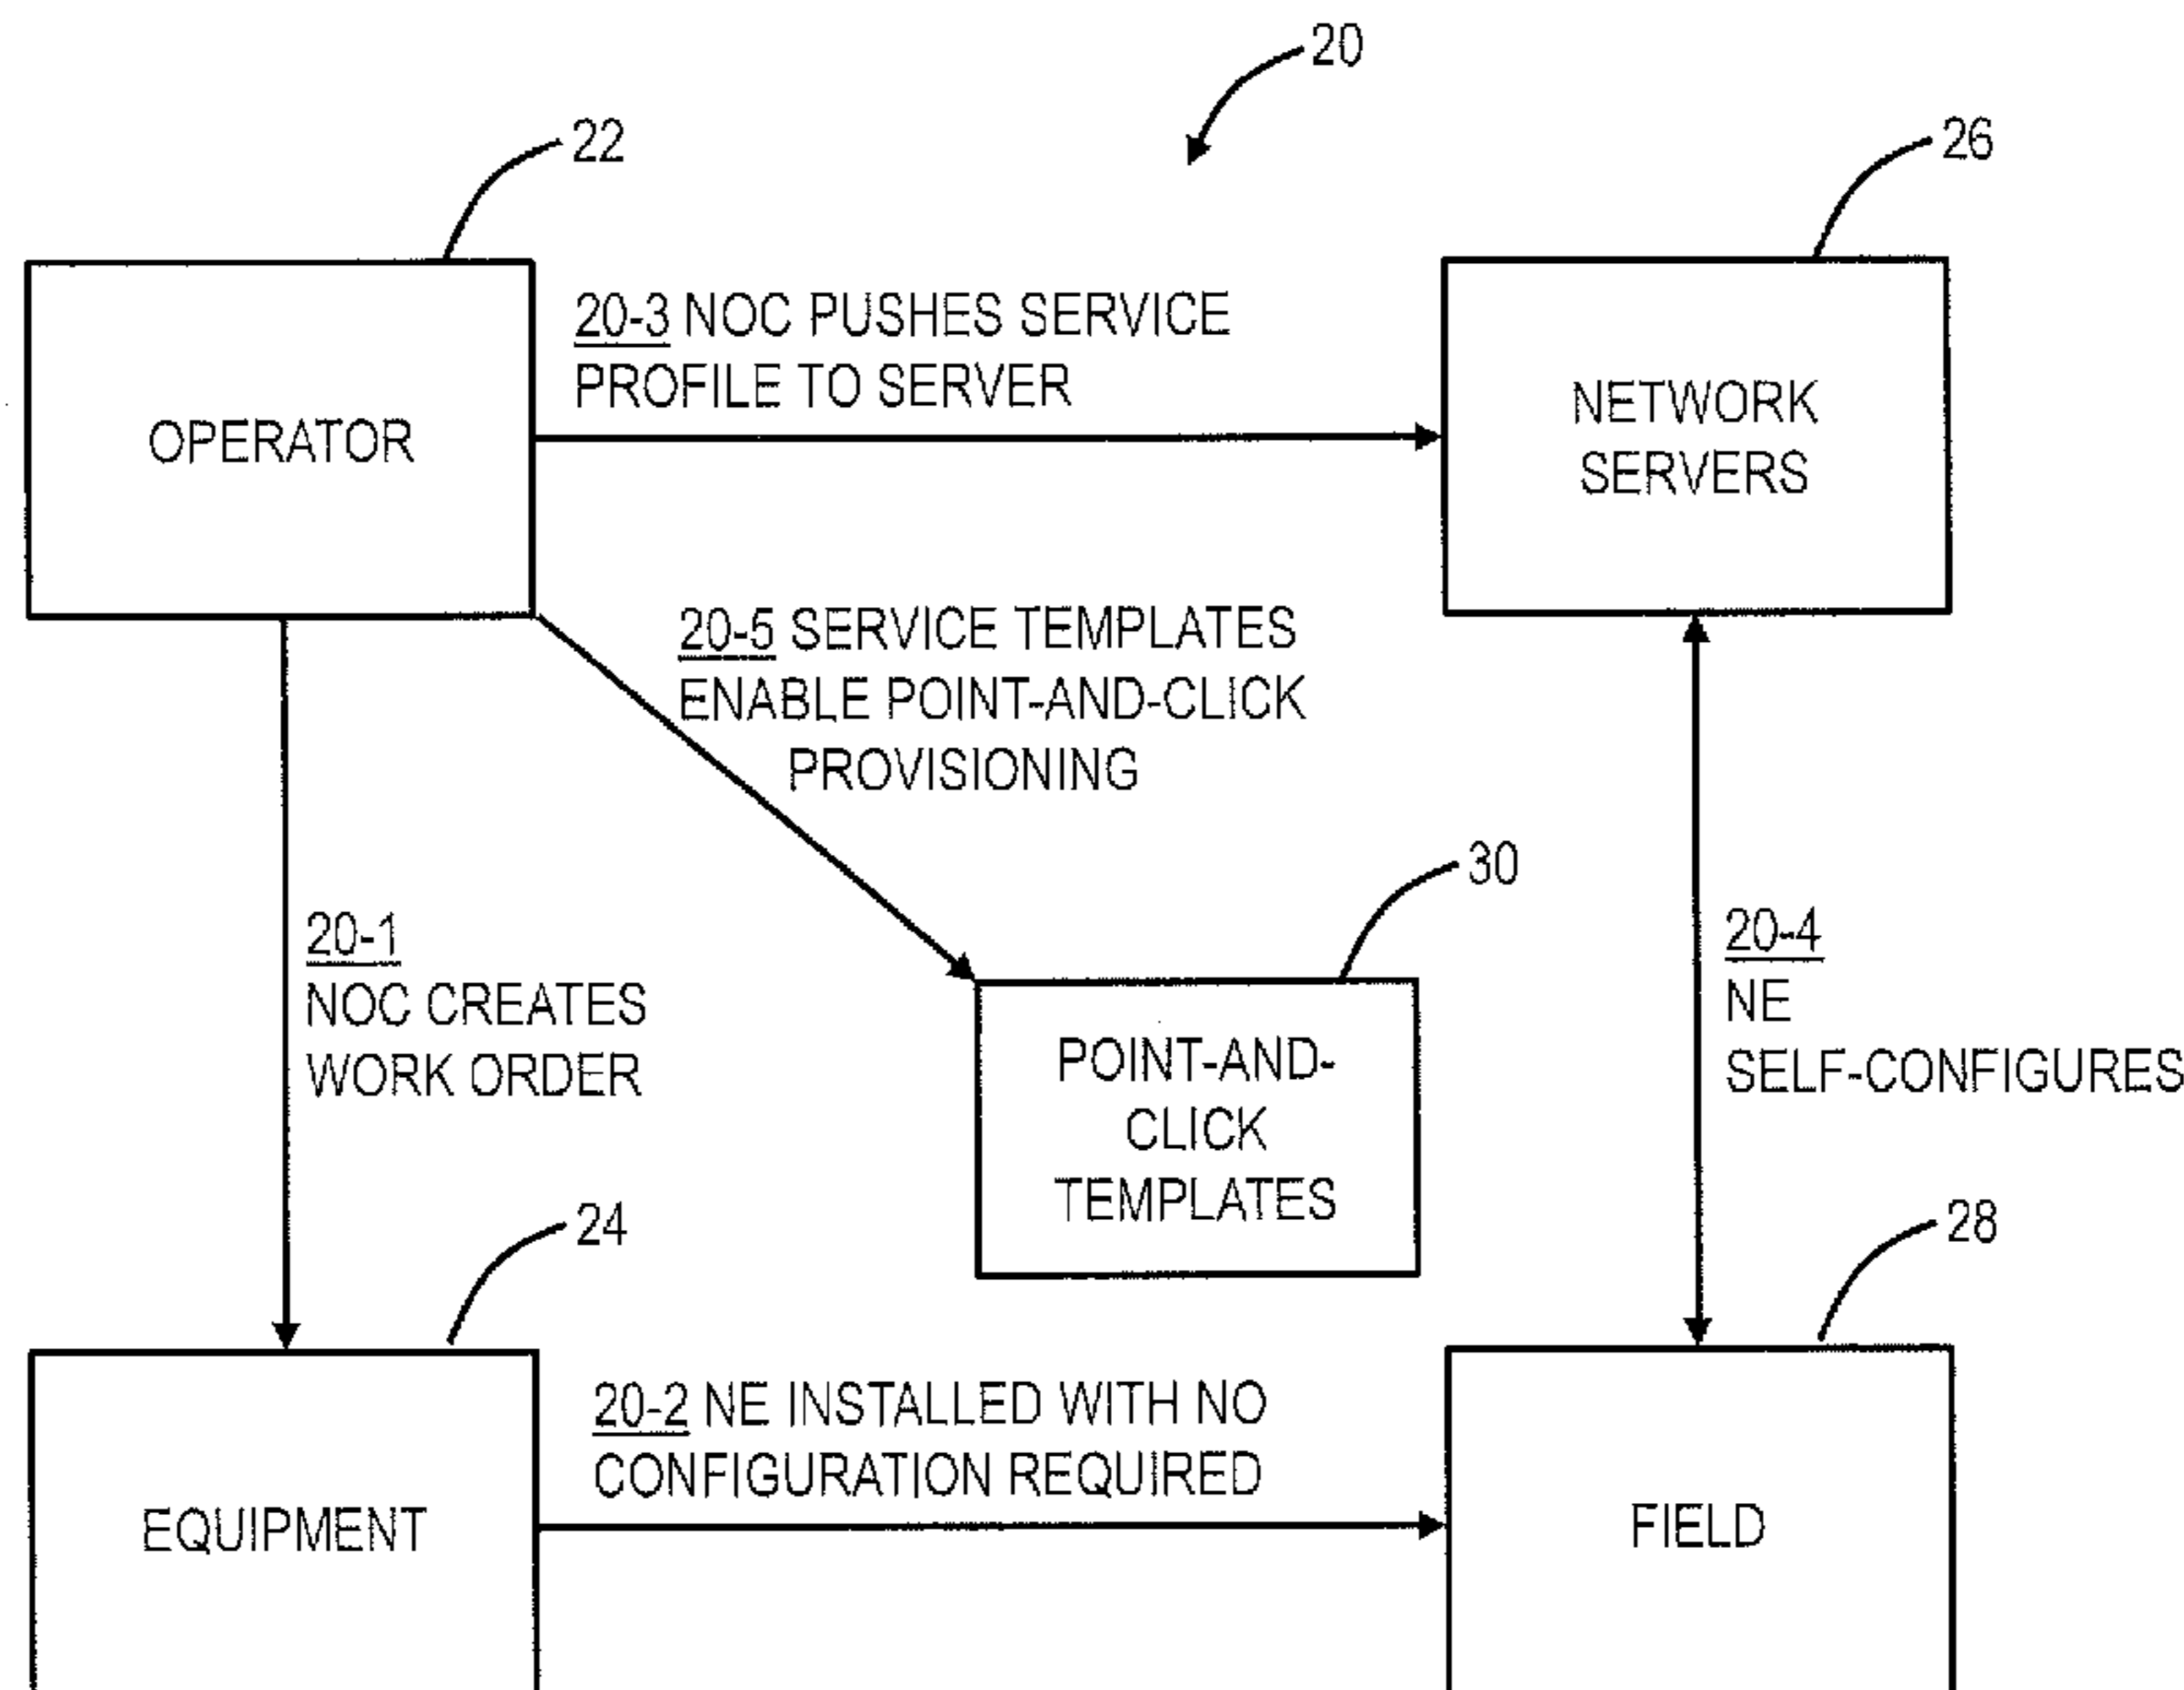 20
22
26
20-3 NOC PUSHES SERVICE
PROFILE TO SERVER
OPERATOR
NETWORK
SERVERS
20-5 SERVICE TEMPLATES
ENABLE POINT-AND-CLICK
PROVISIONING
30
20-1
NOC CREATES
WORK ORDER
20-4
NE
SELF-CONFIGURES
POINT-AND-
CLICK
TEMPLATES
24
28
20-2 NE INSTALLED WITH NO
CONFIGURATION REQUIRED
EQUIPMENT
FIELD